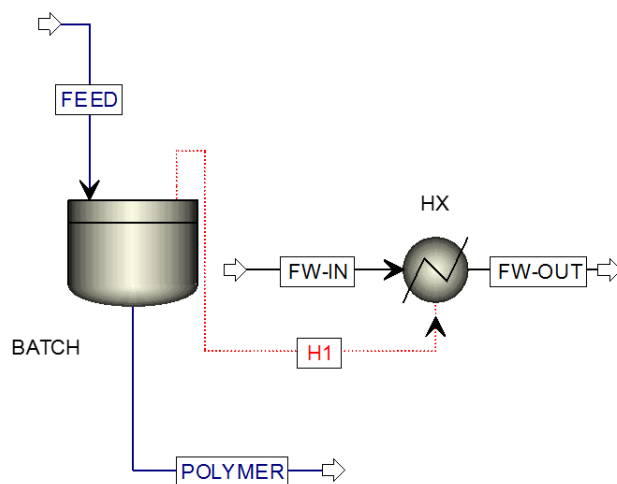 FEED
HX
FW-IN
FW-OUT
BATCH
H1
POLYMER